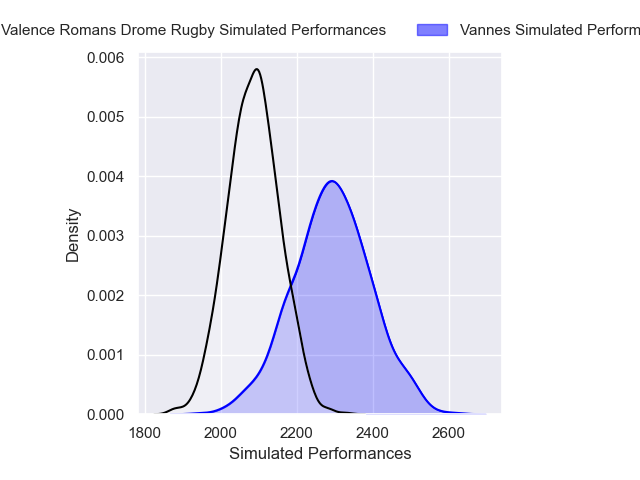 Valence Romans Drome Rugby Simulated Performances
Vannes Simulated Perform
0.006
0.005
0.004
0.003
0.002
0.001
0.000
Density
1800 2000 2200 2400 2600
Simulated Performances